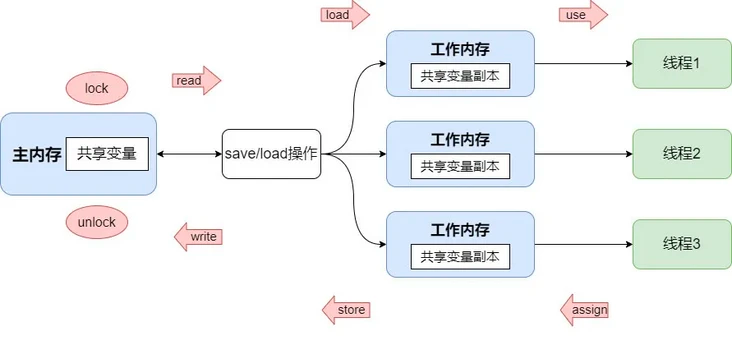 load
use
read
lock
工作内存
共享变量副本
线程1
主内存
共享变量
save/load操作
工作内存
共享变量副本
线程2
unlock
write
工作内存
共享变量副本
线程3
store
assign